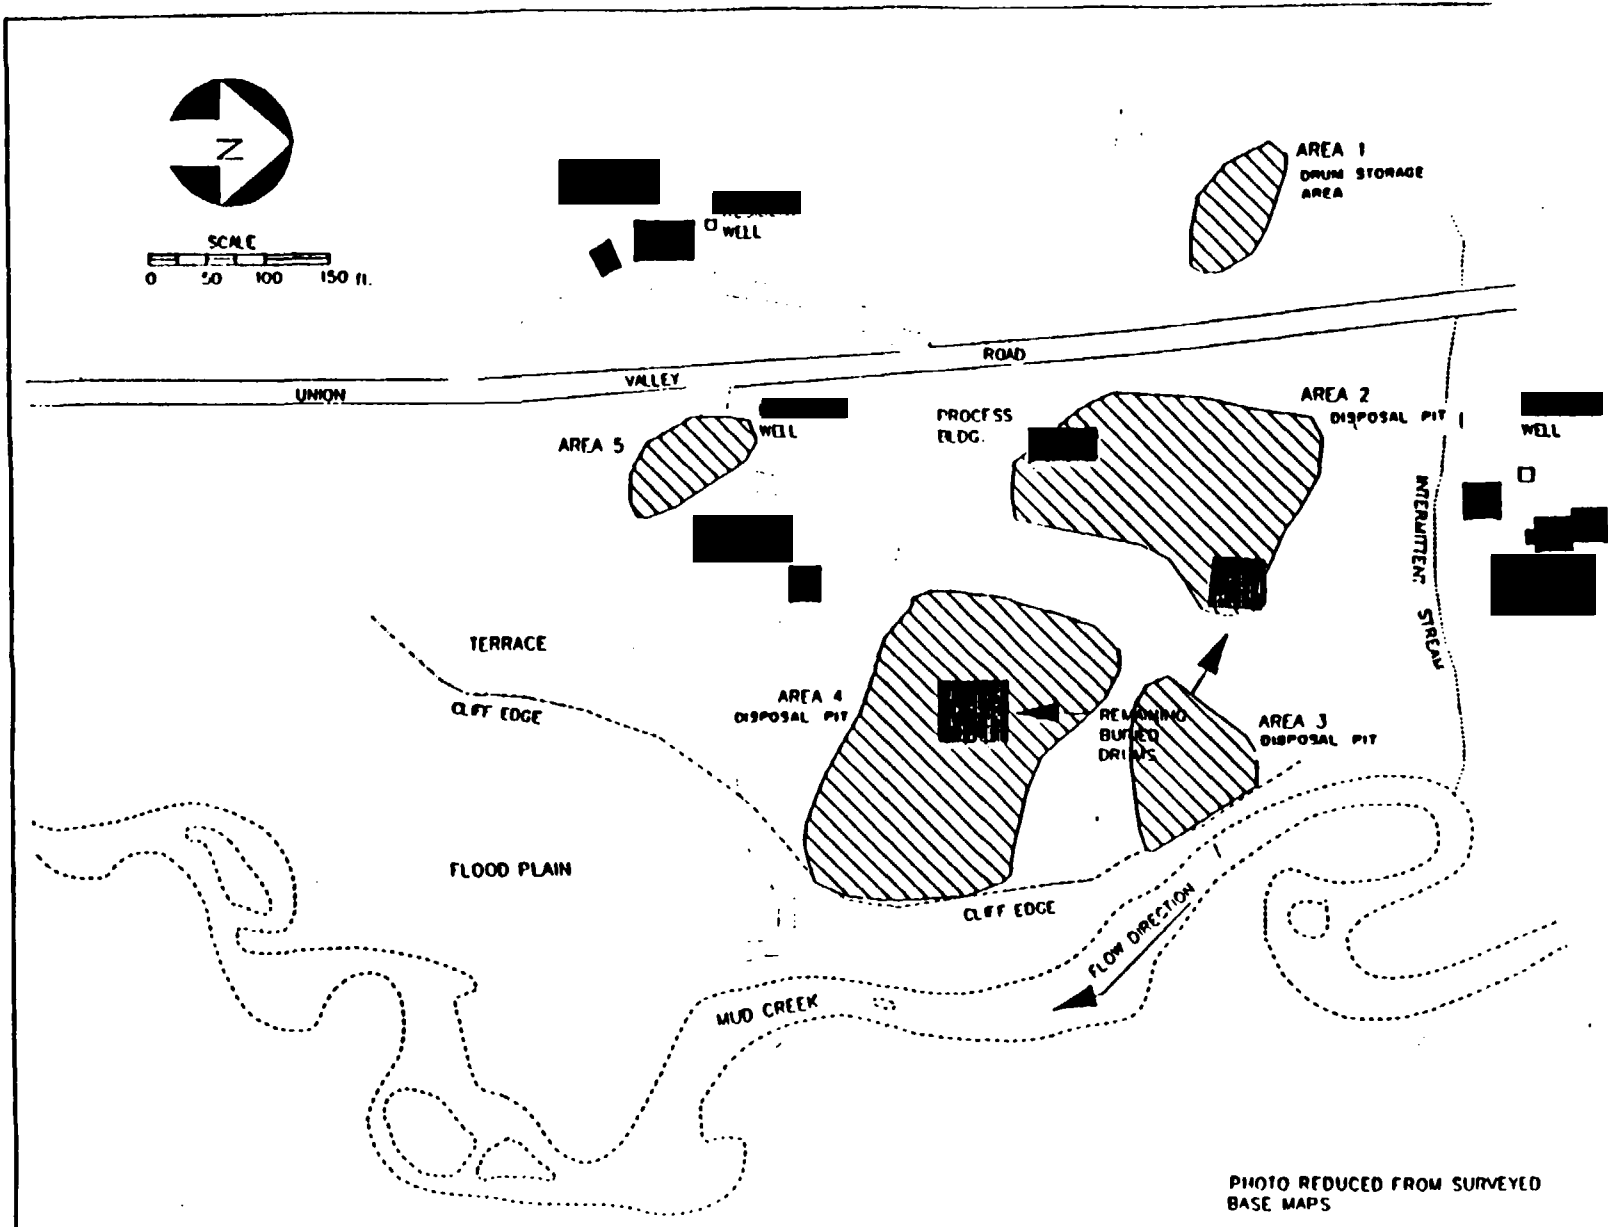 N
SCALE
0 50 100 150 ft.
WELL
AREA 1
DRUM STORAGE
AREA
UNION VALLEY ROAD
AREA 5
WELL
PROCESS
BLDG.
AREA 2
DISPOSAL PIT
WELL
INTERMITTENT STREAM
TERRACE
CLIFF EDGE
AREA 4
DISPOSAL PIT
REMAINING
BURIED
DRUMS
AREA 3
DISPOSAL PIT
FLOOD PLAIN
CLIFF EDGE
FLOW DIRECTION
MUD CREEK
PHOTO REDUCED FROM SURVEYED
BASE MAPS